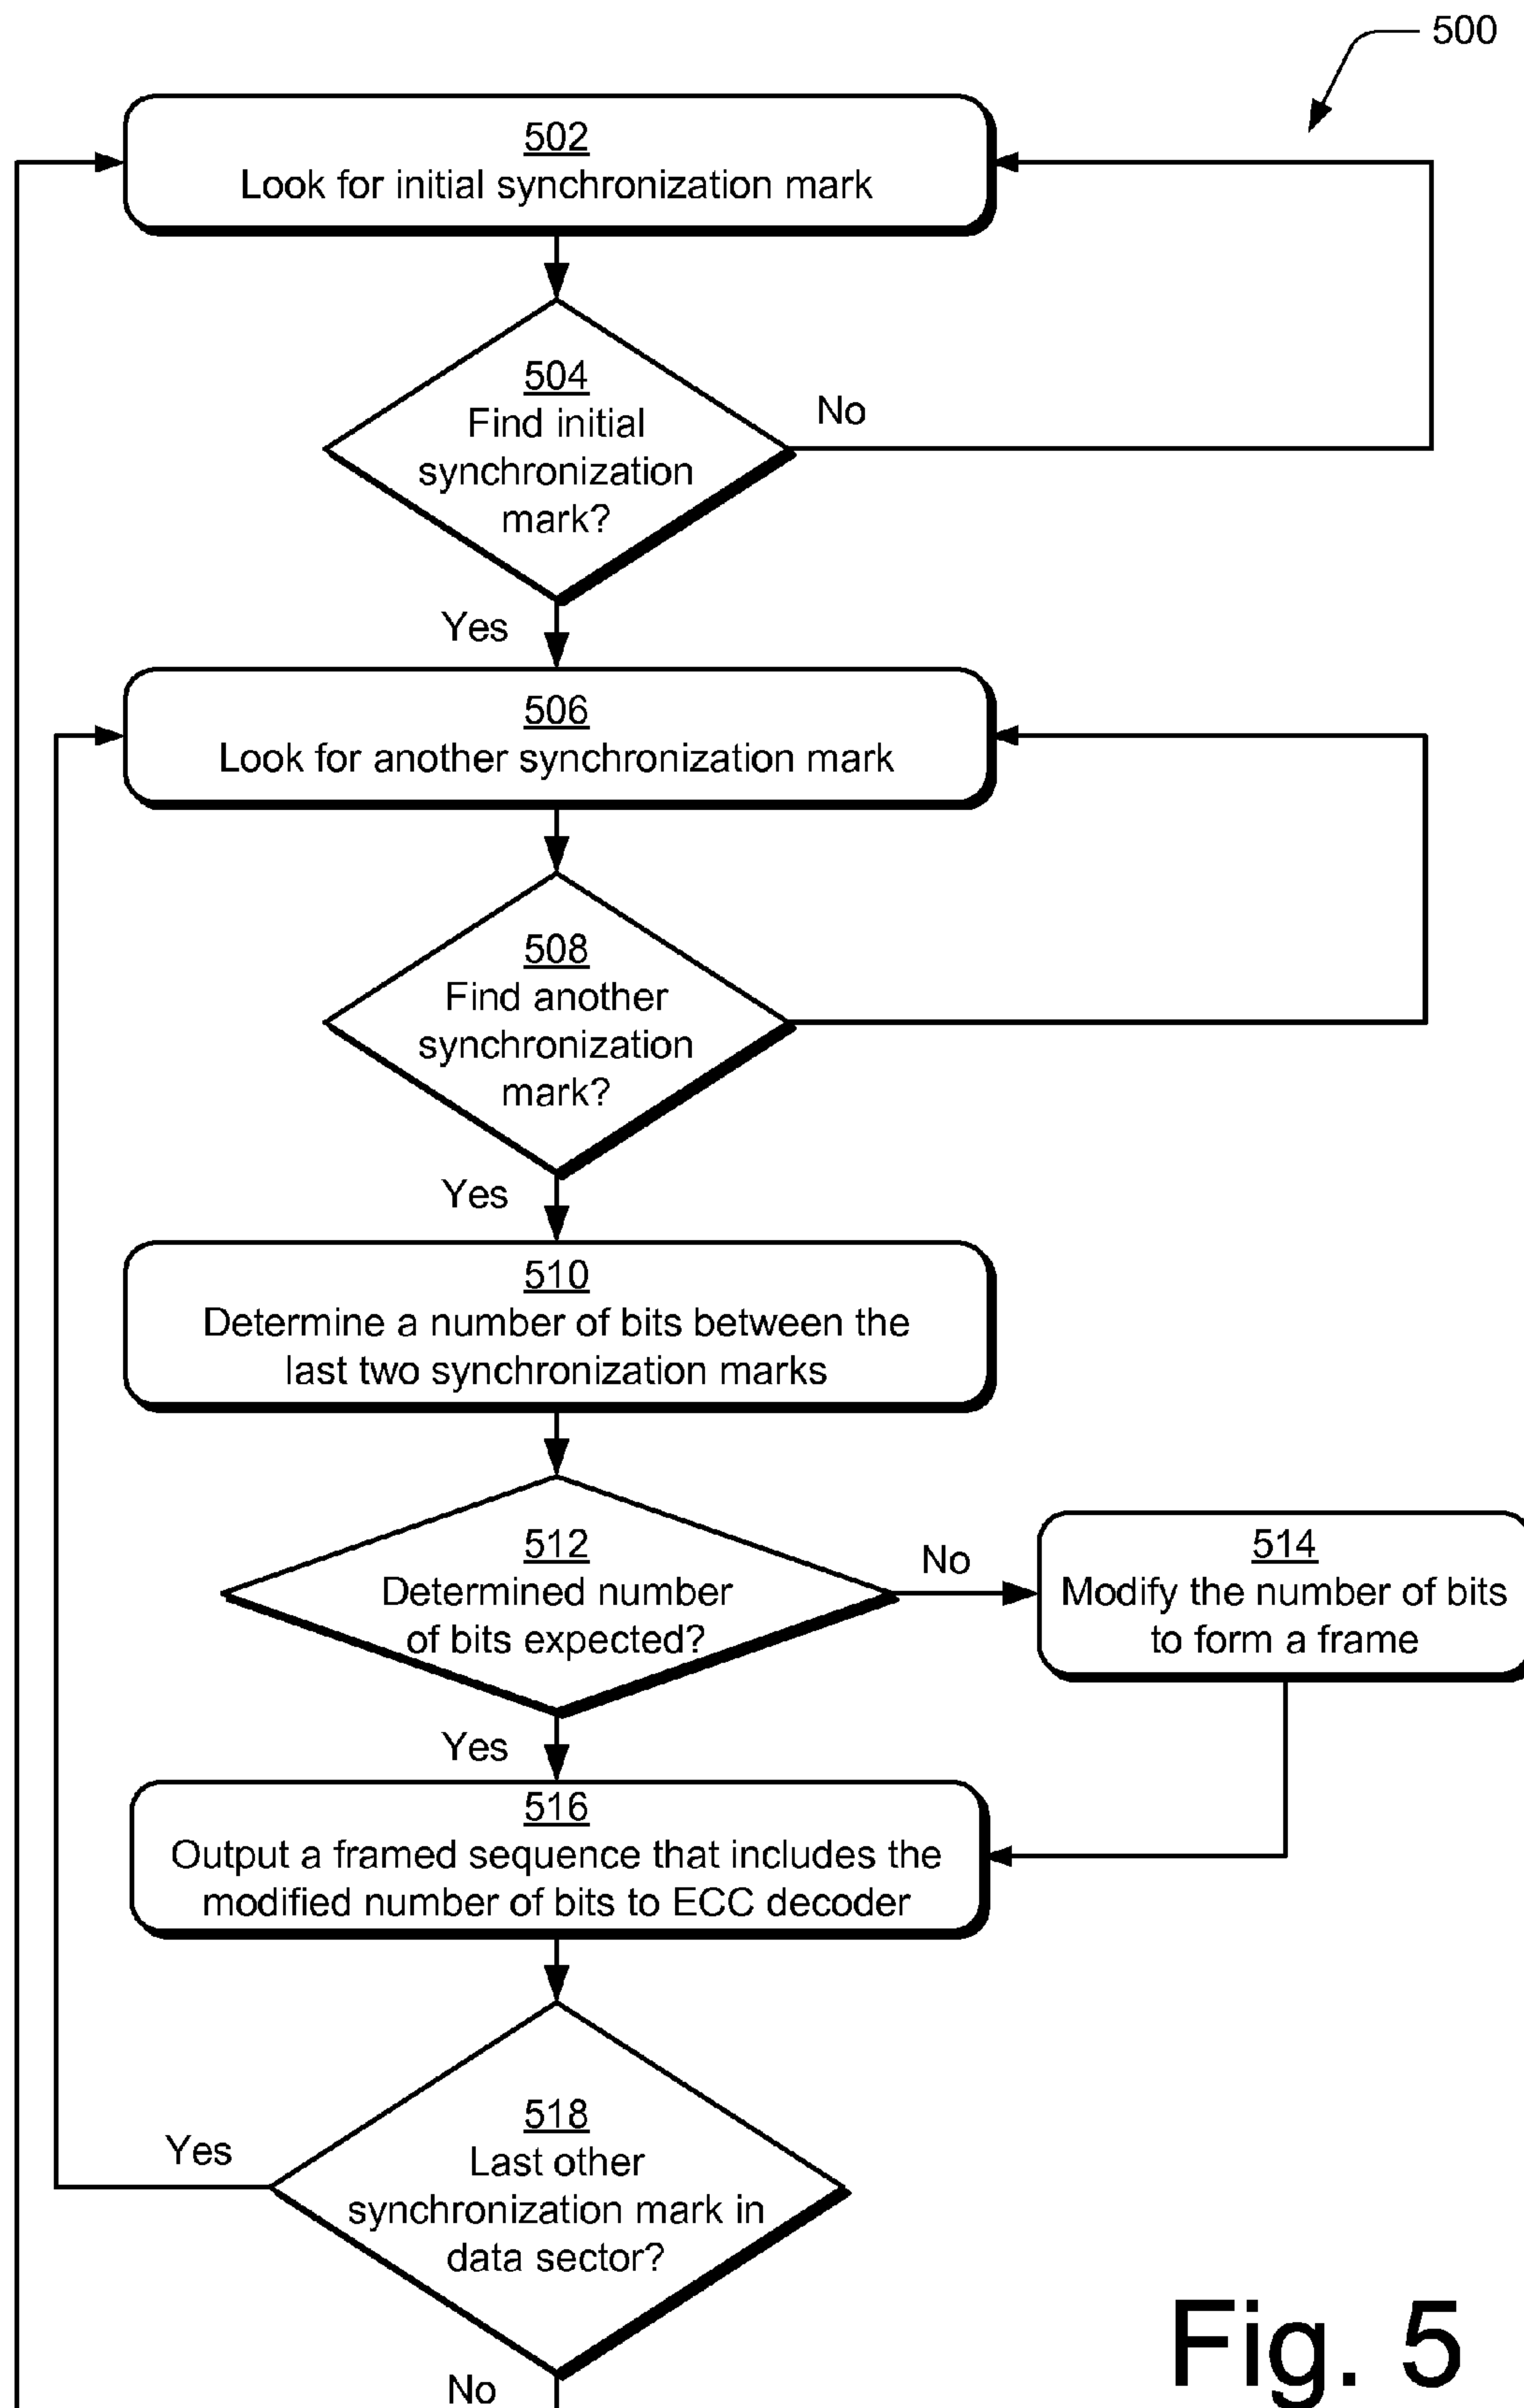 500
502
Look for initial synchronization mark
504
Find initial
synchronization
mark?
No
Yes
506
Look for another synchronization mark
508
Find another
synchronization
mark?
Yes
510
Determine a number of bits between the
last two synchronization marks
512
Determined number
of bits expected?
No
514
Modify the number of bits
to form a frame
Yes
516
Output a framed sequence that includes the
modified number of bits to ECC decoder
518
Last other
synchronization mark in
data sector?
Yes
No
Fig. 5